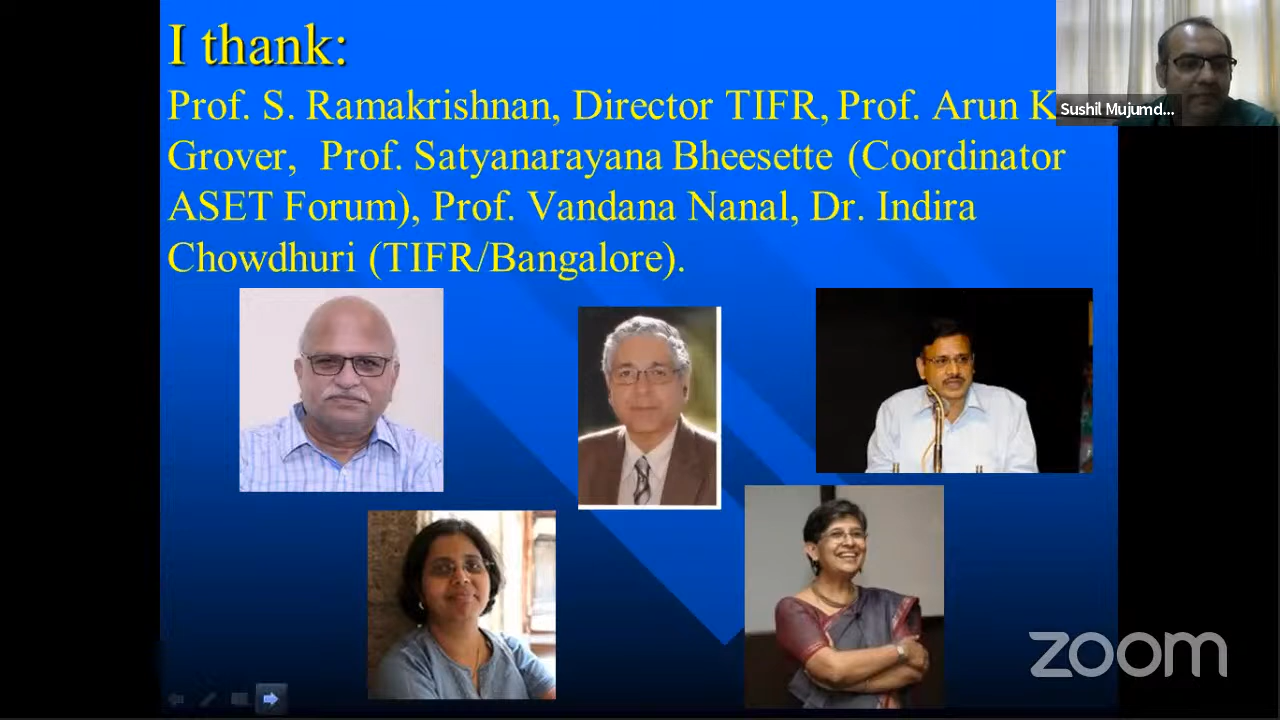 I thank:
Prof. S. Ramakrishnan, Director TIFR, Prof. Arun K
Sushil Mujumd...
Grover, Prof. Satyanarayana Bheesette (Coordinator
ASET Forum), Prof. Vandana Nanal, Dr. Indira
Chowdhuri (TIFR/Bangalore).
zoom